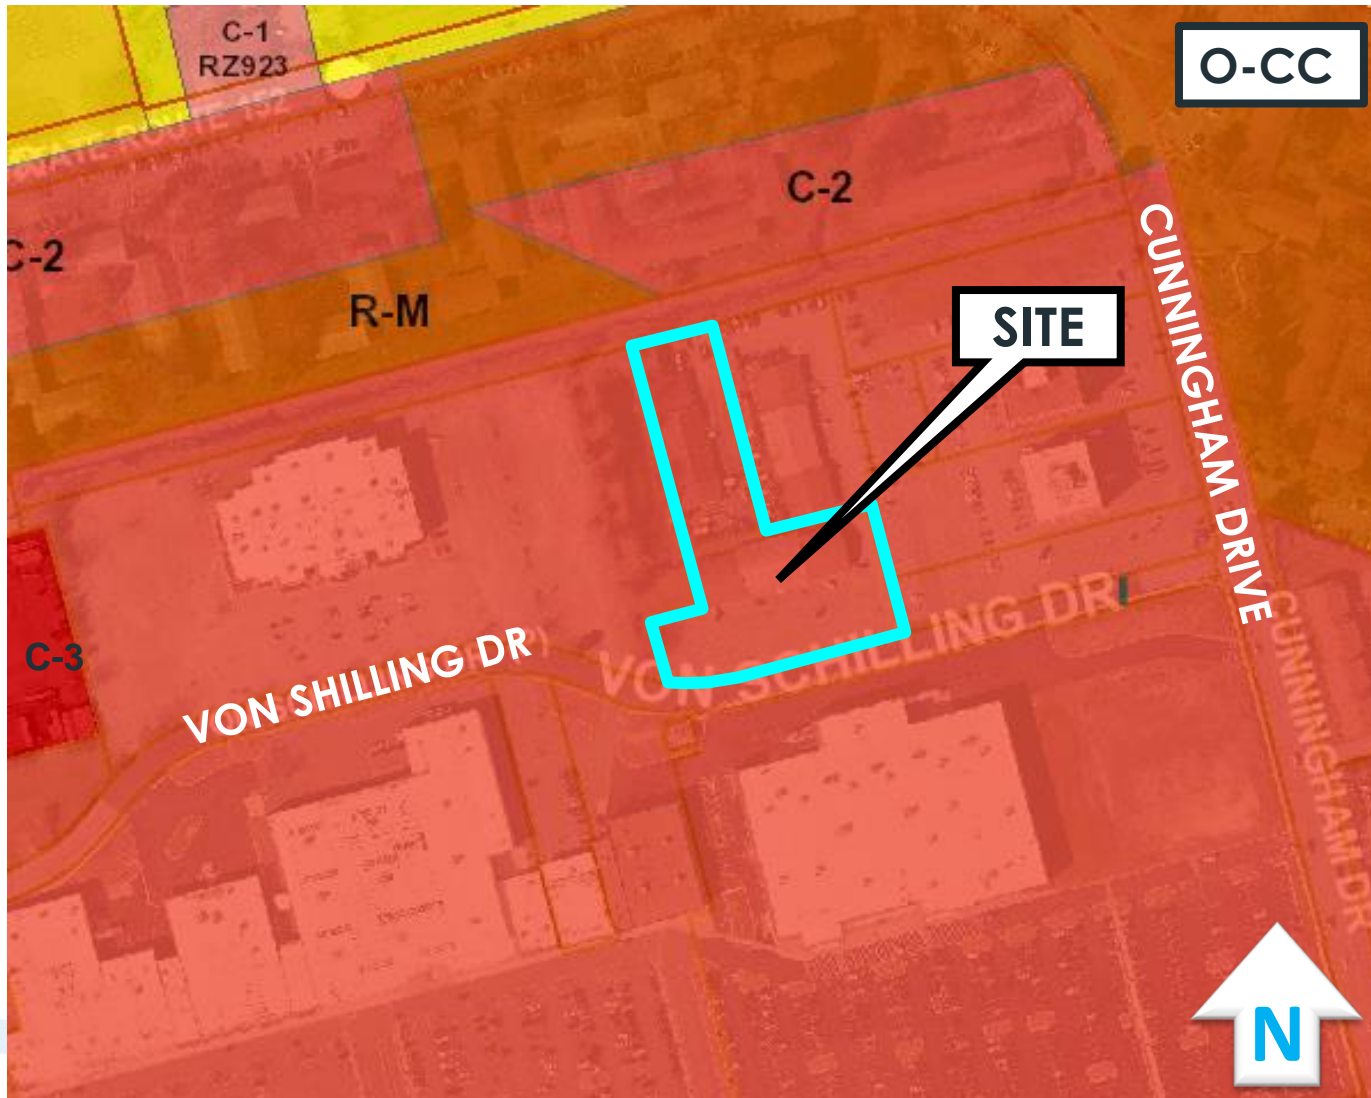 C-1
RZ923
O-CC
C-2
C-2
R-M
SITE
CUNNINGHAM DRIVE
VON SCHILLING DR
VON SHILLING DR
C-3
CUNNINGHAM DR
N